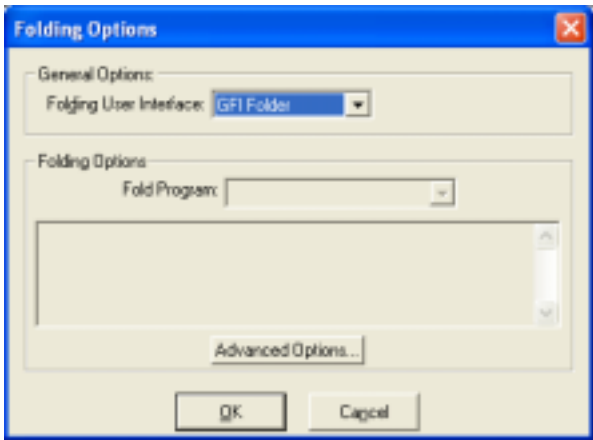 Folding Options
General Options:
Folding User Interface: GFI Folder
Folding Options
Fold Program:
Advanced Options...
OK Cancel